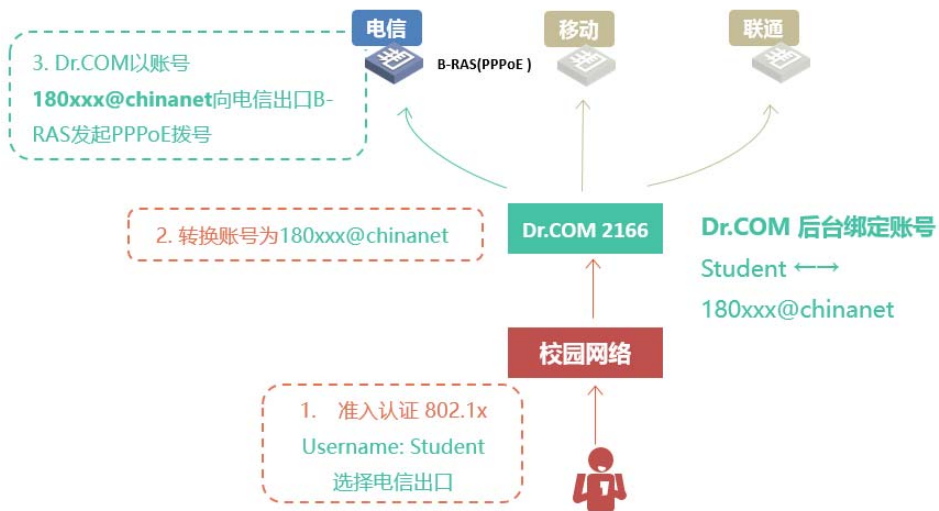 电信
移动
联通
B-RAS(PPPoE )
3. Dr.COM以账号
180xxx@chinanet向电信出口B-
RAS发起PPPoE拨号
2. 转换账号为180xxx@chinanet
Dr.COM 2166
Dr.COM 后台绑定账号
Student ←→
180xxx@chinanet
校园网络
1. 准入认证 802.1x
Username: Student
选择电信出口